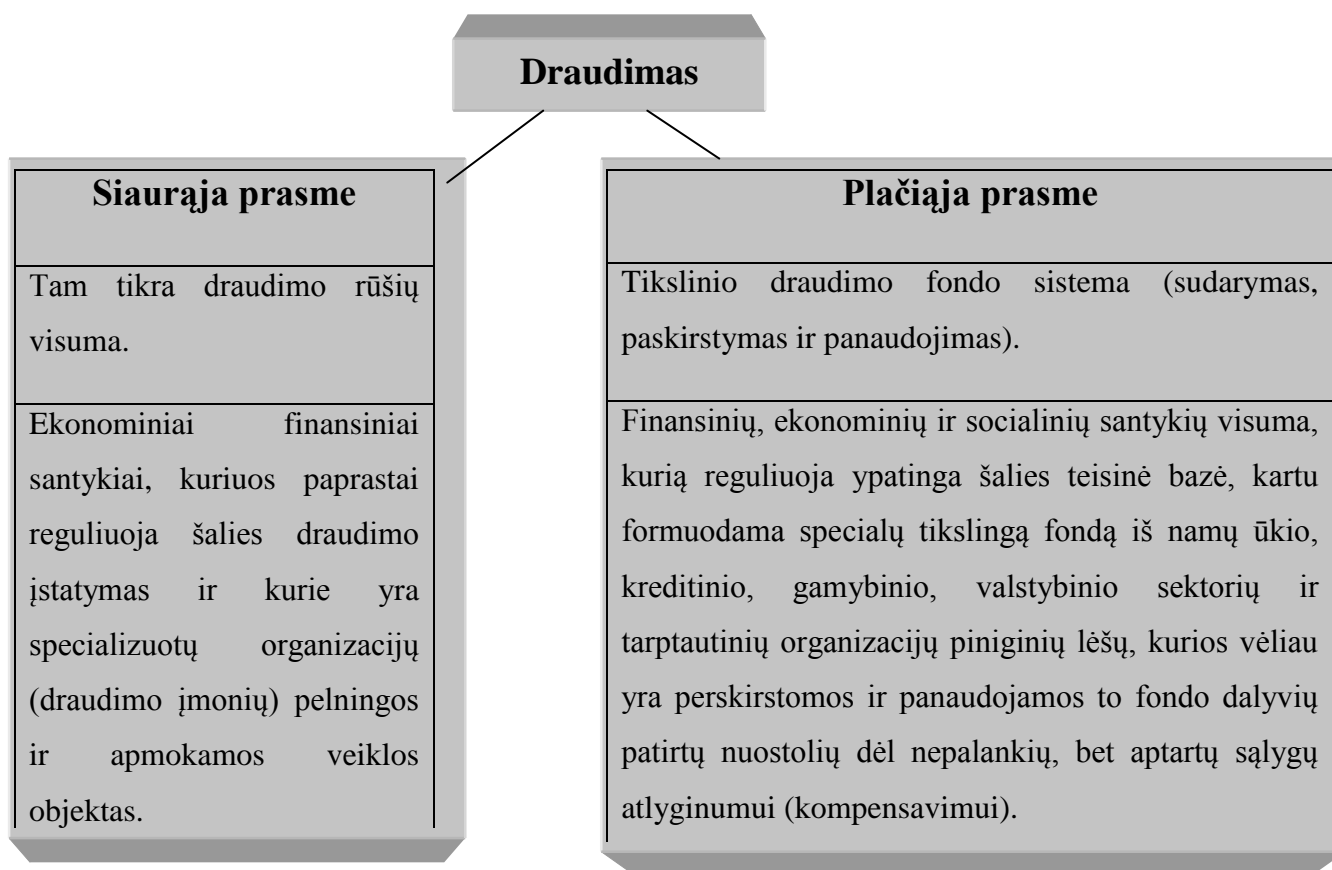 Draudimas
Siaurąja prasme
Tam tikra draudimo rūšių
visuma.
Ekonominiai finansiniai
santykiai, kuriuos paprastai
reguliuoja šalies draudimo
įstatymas ir kurie yra
specializuotų organizacijų
(draudimo įmonių) pelningos
ir apmokamos veiklos
objektas.
Plačiąja prasme
Tikslinio draudimo fondo sistema (sudarymas,
paskirstymas ir panaudojimas).
Finansinių, ekonominių ir socialinių santykių visuma,
kurią reguliuoja ypatinga šalies teisinė bazė, kartu
formuodama specialų tikslingą fondą iš namų ūkio,
kreditinio, gamybinio, valstybinio sektorių ir
tarptautinių organizacijų piniginių lėšų, kurios vėliau
yra perskirstomos ir panaudojamos to fondo dalyvių
patirtų nuostolių dėl nepalankių, bet aptartų sąlygų
atlyginumui (kompensavimui).